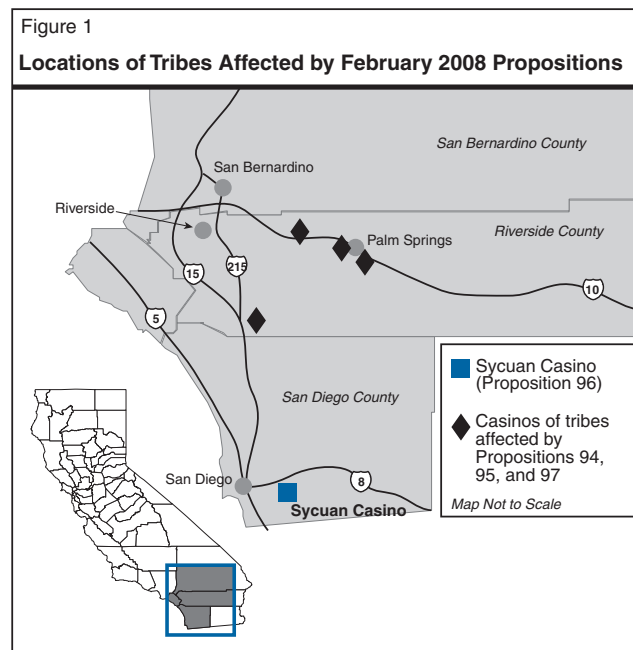 Figure 1
Locations of Tribes Affected by February 2008 Propositions
San Bernardino County
San Bernardino
Riverside
Palm Springs
Riverside County
15
215
10
5
San Diego County
San Diego
8
Sycuan Casino
Sycuan Casino
(Proposition 96)
Casinos of tribes
affected by
Propositions 94,
95, and 97
Map Not to Scale